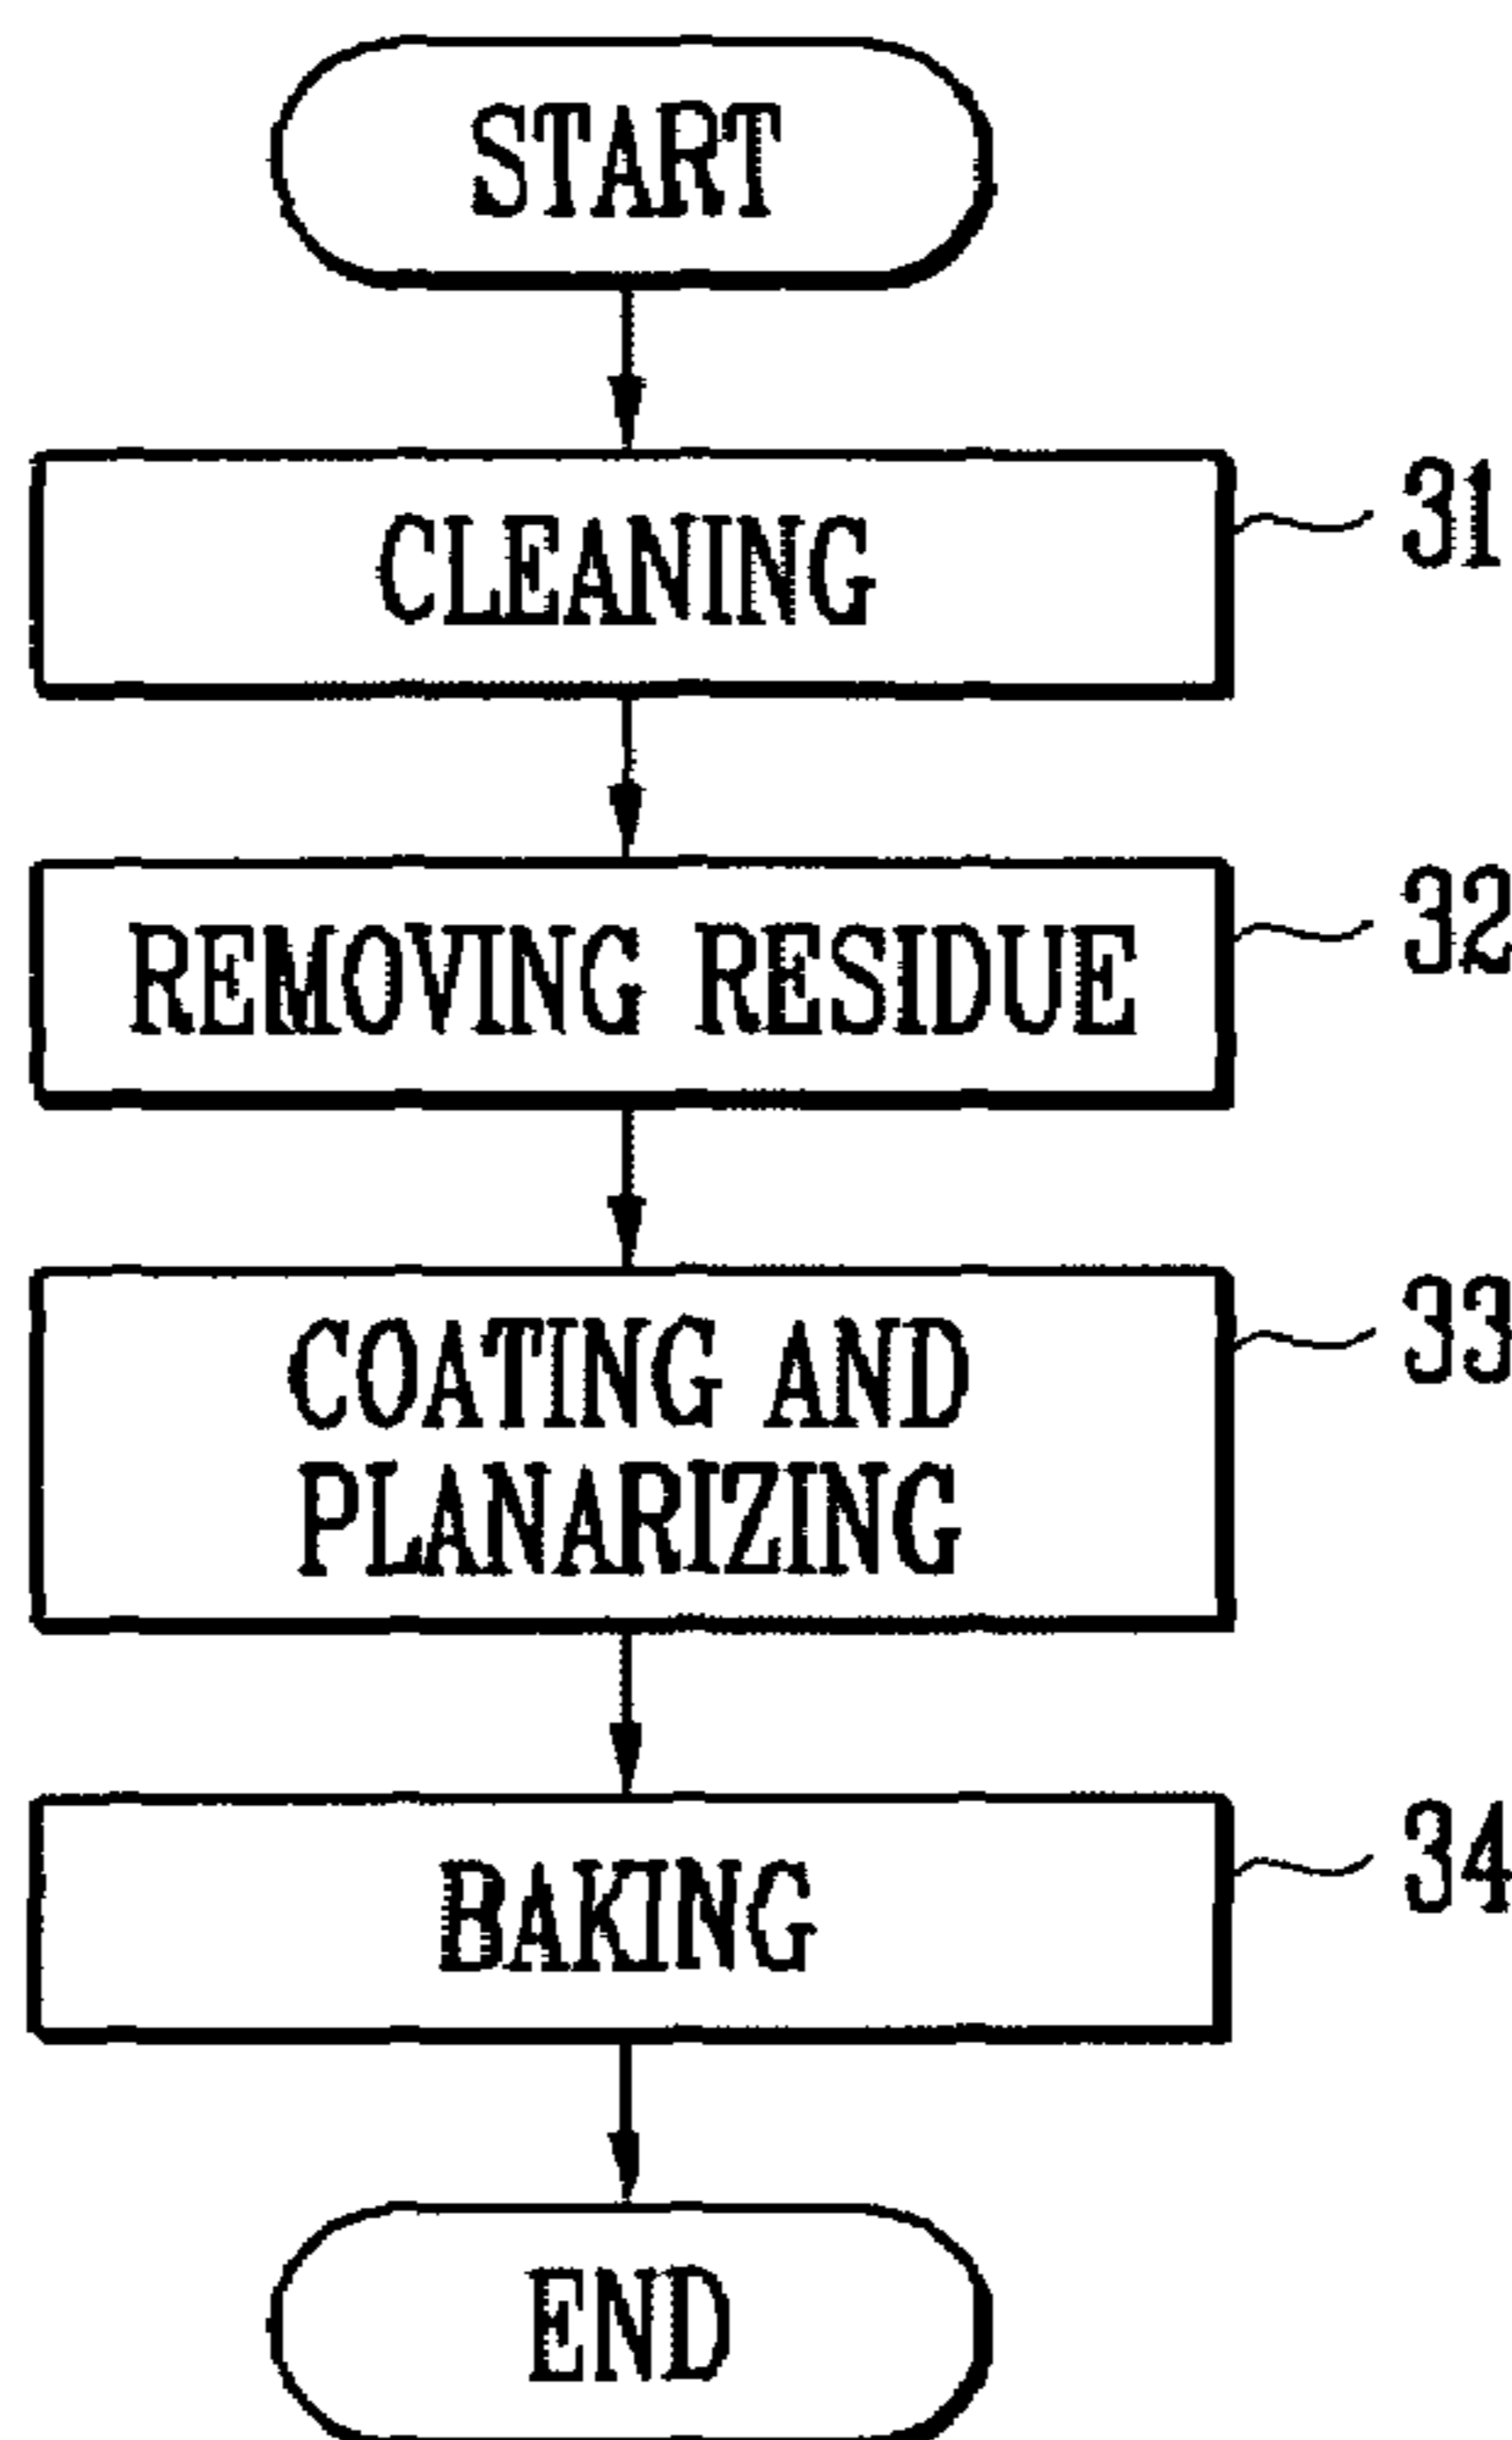 START
CLEANING
31
REMOVING RESIDUE
32
COATING AND
PLANARIZING
33
BAKING
34
END